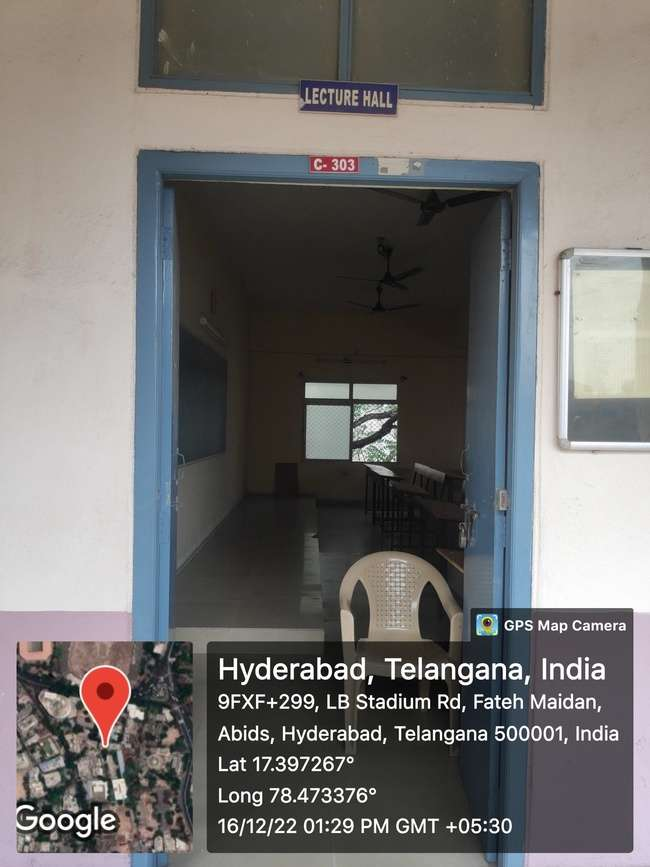 LECTURE HALL
C- 303
GPS Map Camera
Hyderabad, Telangana, India
9FXF+299, LB Stadium Rd, Fateh Maidan,
Abids, Hyderabad, Telangana 500001, India
Lat 17.397267°
Long 78.473376°
16/12/22 01:29 PM GMT +05:30
Google